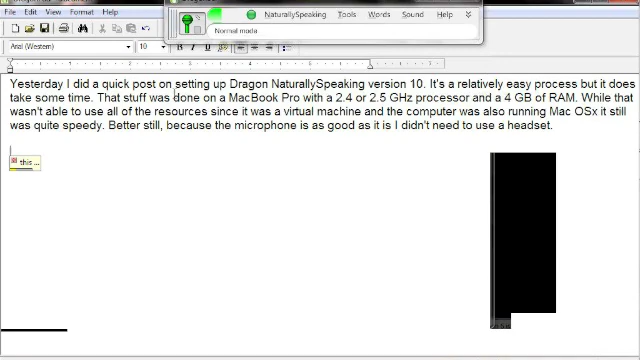 NaturallySpeaking Tools Words Sound Help
Normal mode
File Edit View Insert Format Help
Arial (Western) 10
Yesterday I did a quick post on setting up Dragon NaturallySpeaking version 10. It's a relatively easy process but it does
take some time. That stuff was done on a MacBook Pro with a 2.4 or 2.5 GHz processor and a 4 GB of RAM. While that
wasn't able to use all of the resources since it was a virtual machine and the computer was also running Mac OSx it still
was quite speedy. Better still, because the microphone is as good as it is I didn't need to use a headset.
this ...